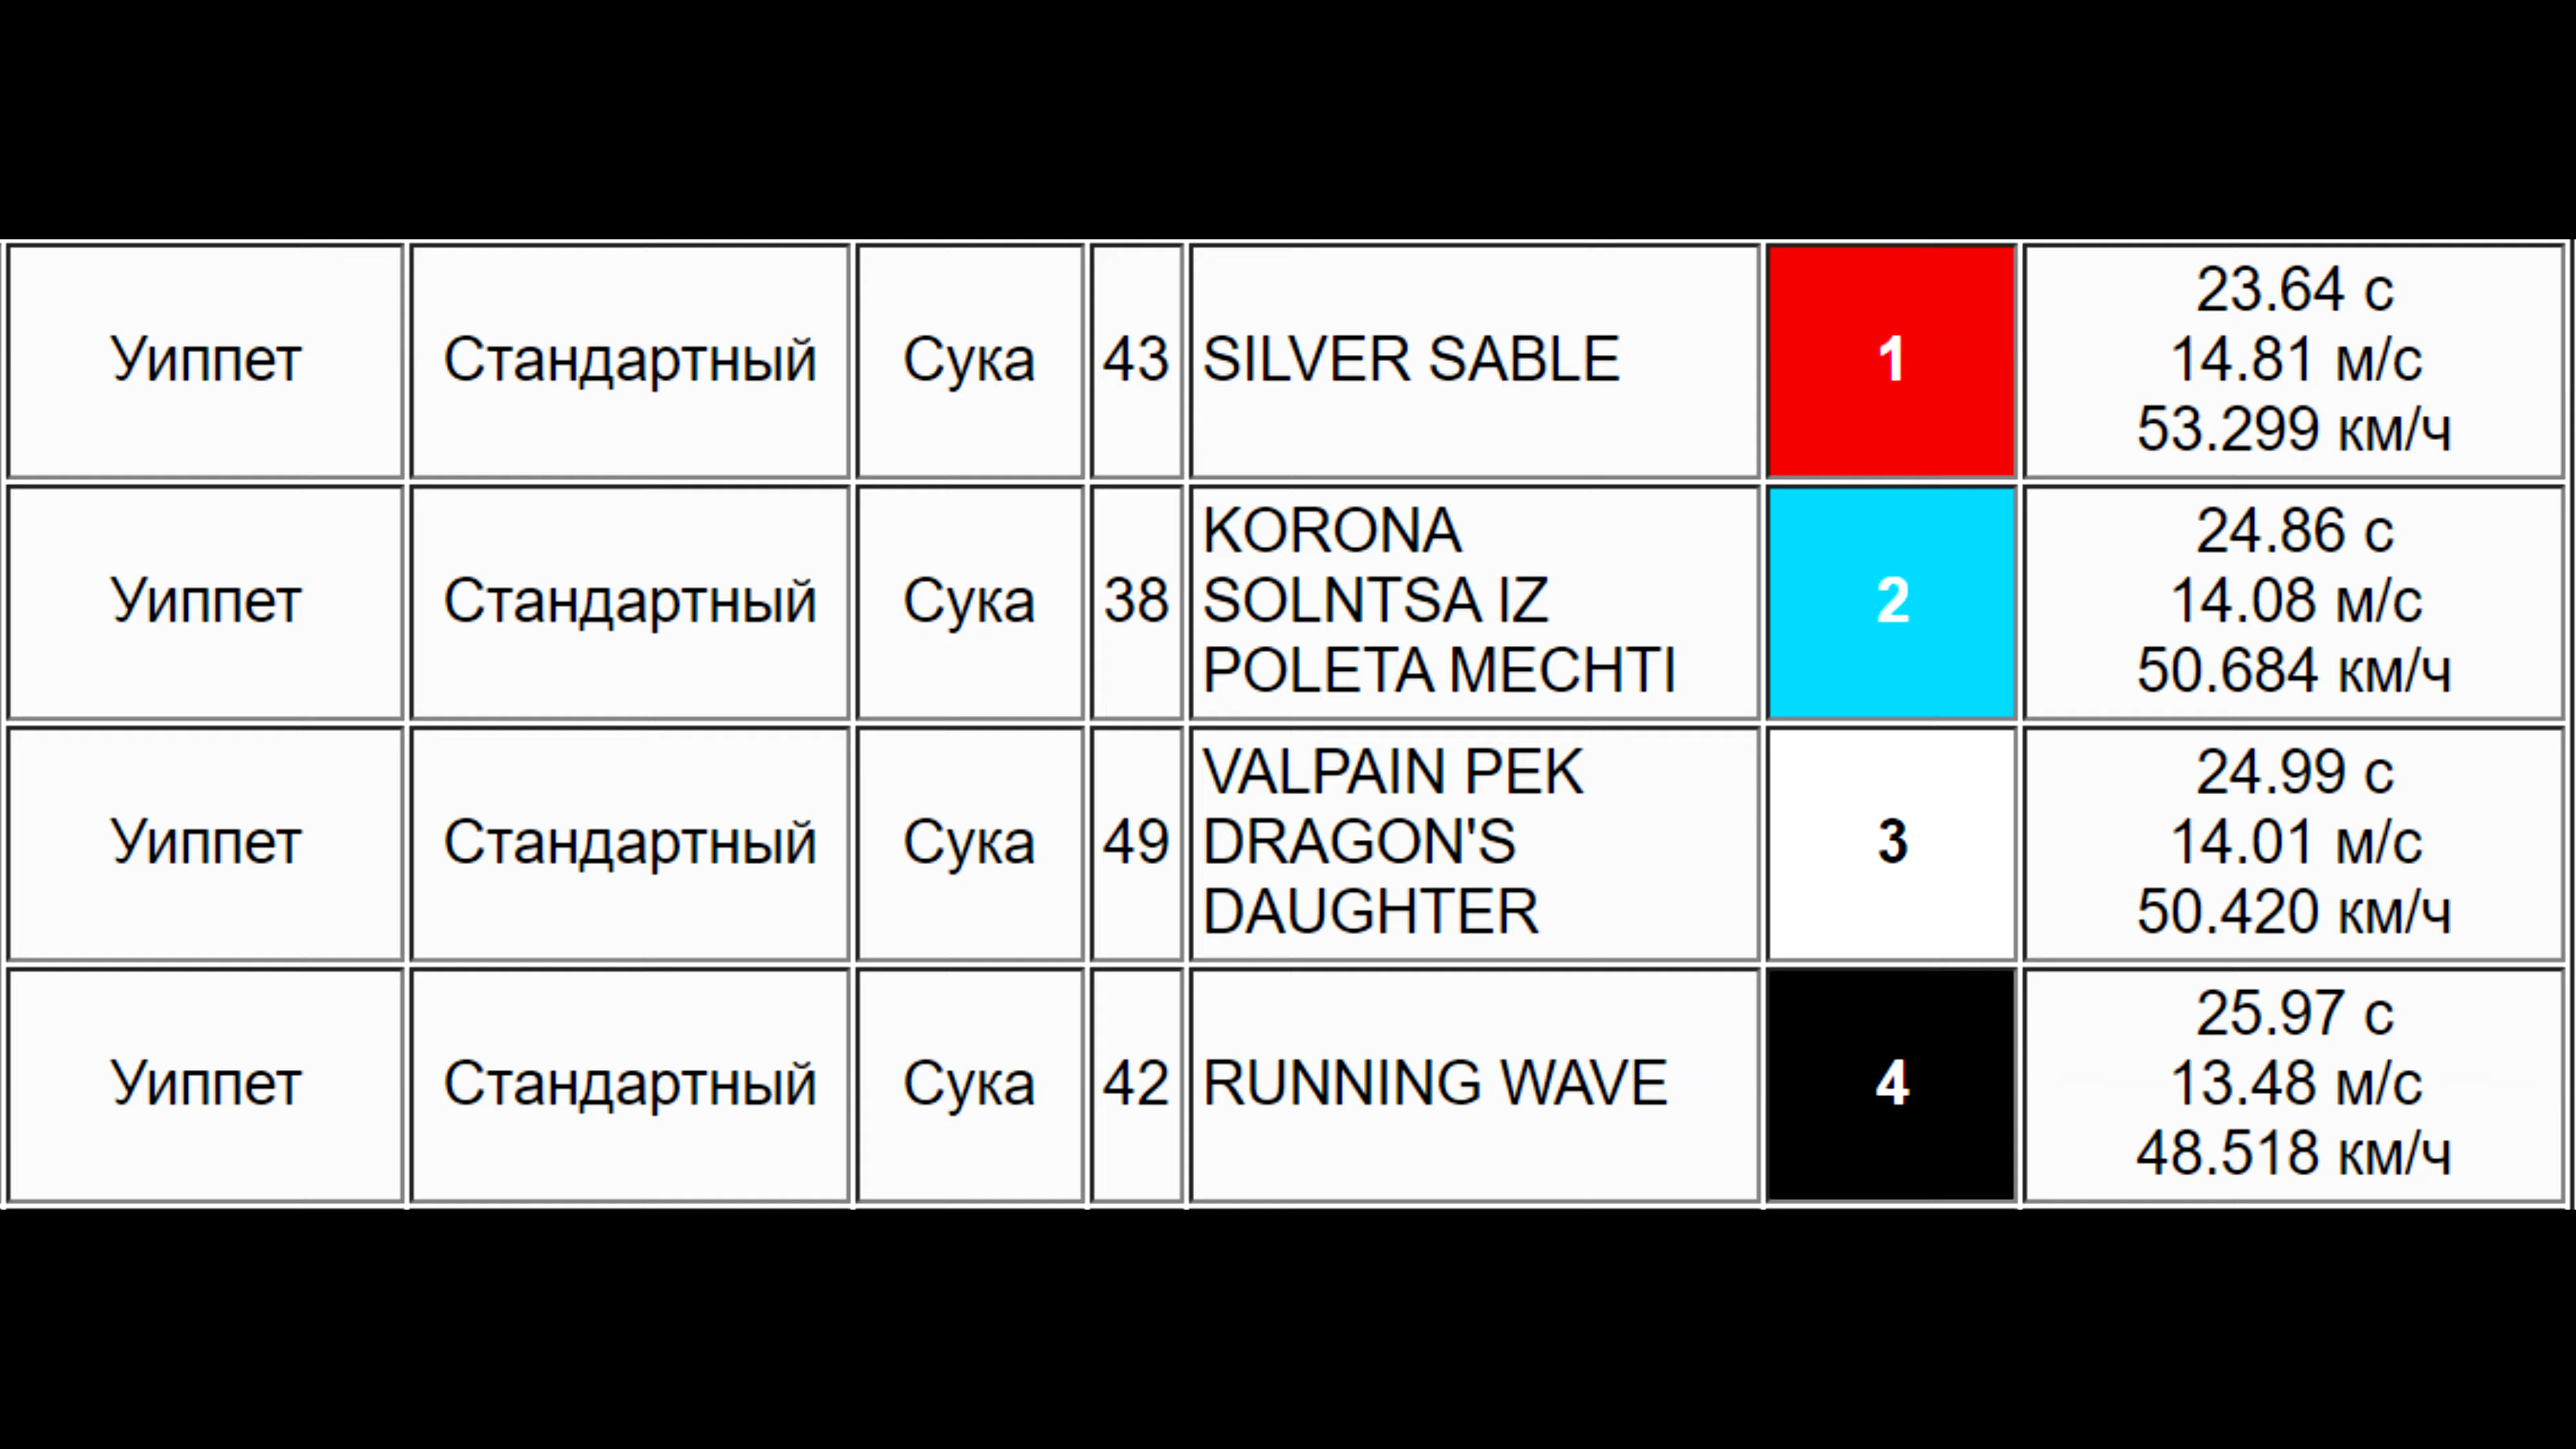 Уиппет
Стандартный
Сука
43
SILVER SABLE
1
23.64 с
14.81 м/с
53.299 км/ч
Уиппет
Стандартный
Сука
38
KORONA
SOLNTSA IZ
POLETA MECHTI
2
24.86 с
14.08 м/с
50.684 км/ч
Уиппет
Стандартный
Сука
49
VALPAIN PEK
DRAGON'S
DAUGHTER
3
24.99 с
14.01 м/с
50.420 км/ч
Уиппет
Стандартный
Сука
42
RUNNING WAVE
4
25.97 с
13.48 м/с
48.518 км/ч